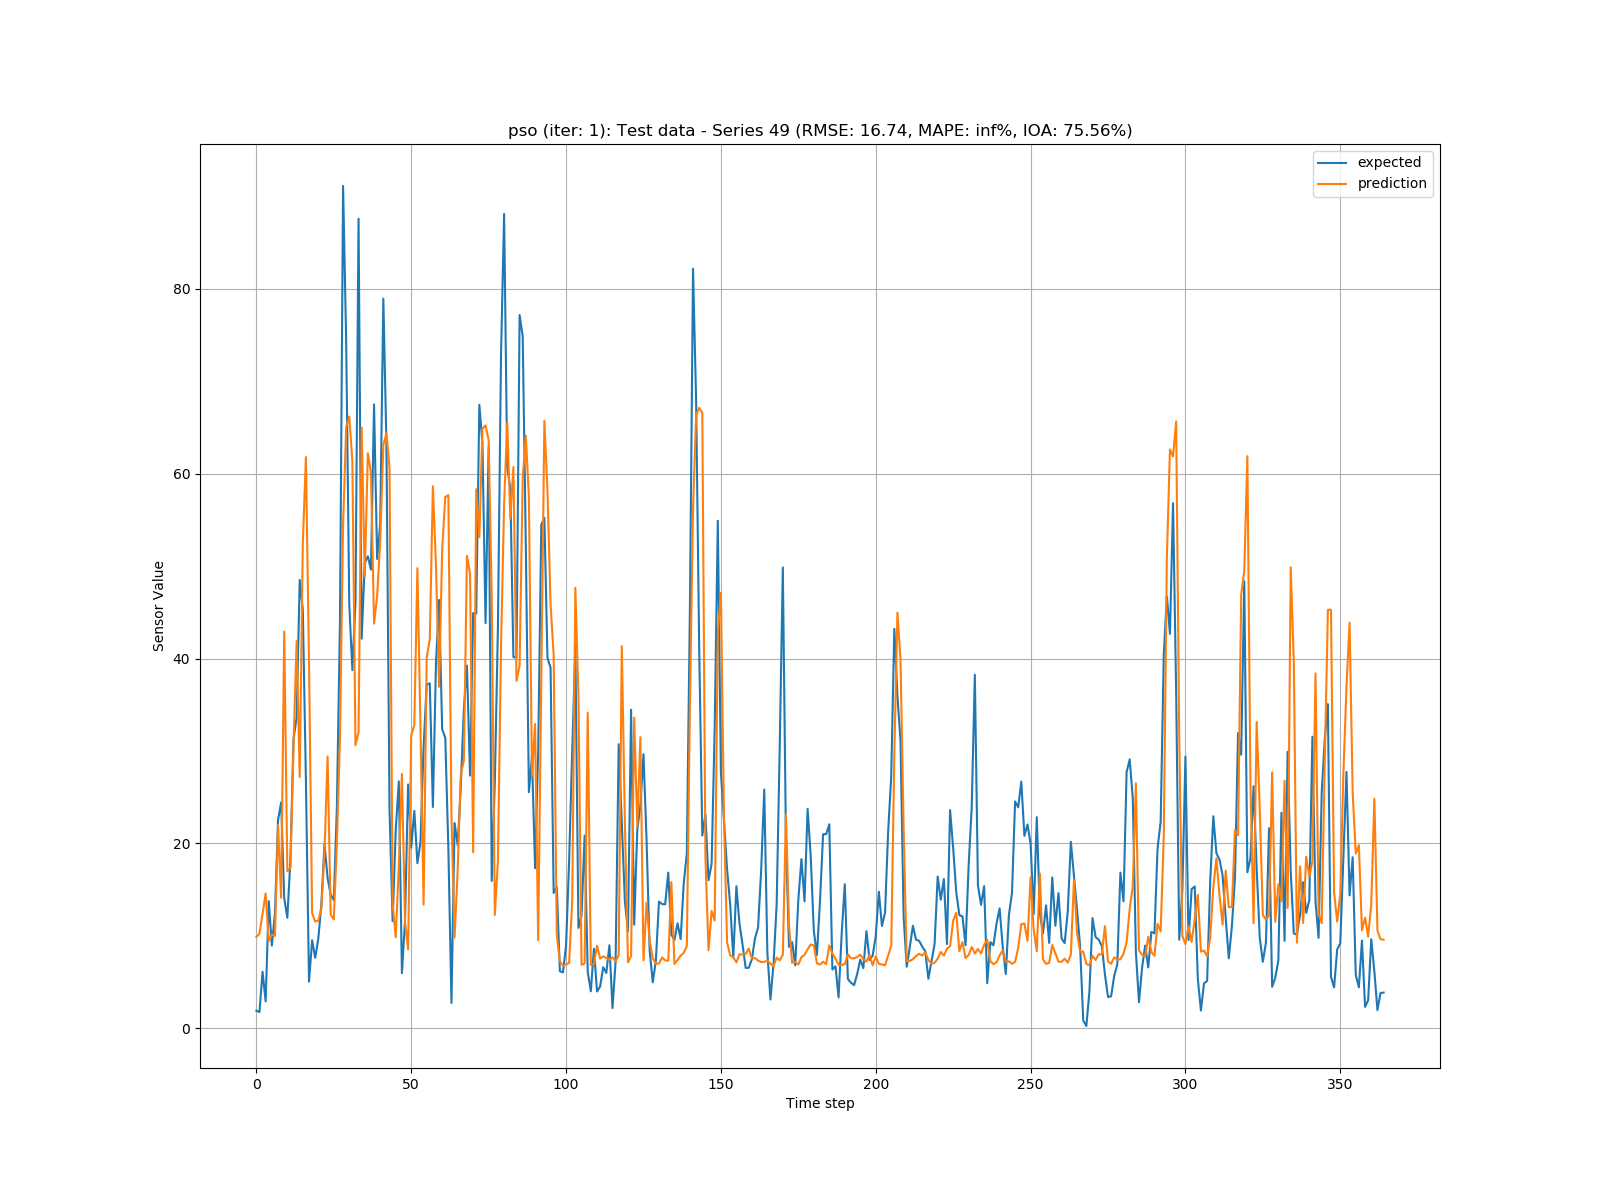 pso (iter: 1): Test data - Series 49 (RMSE: 16.74, MAPE: inf%, IOA: 75.56%)
expected
prediction
80
60
40
20
0
Sensor Value
0 50 100 150 200 250 300 350
Time step